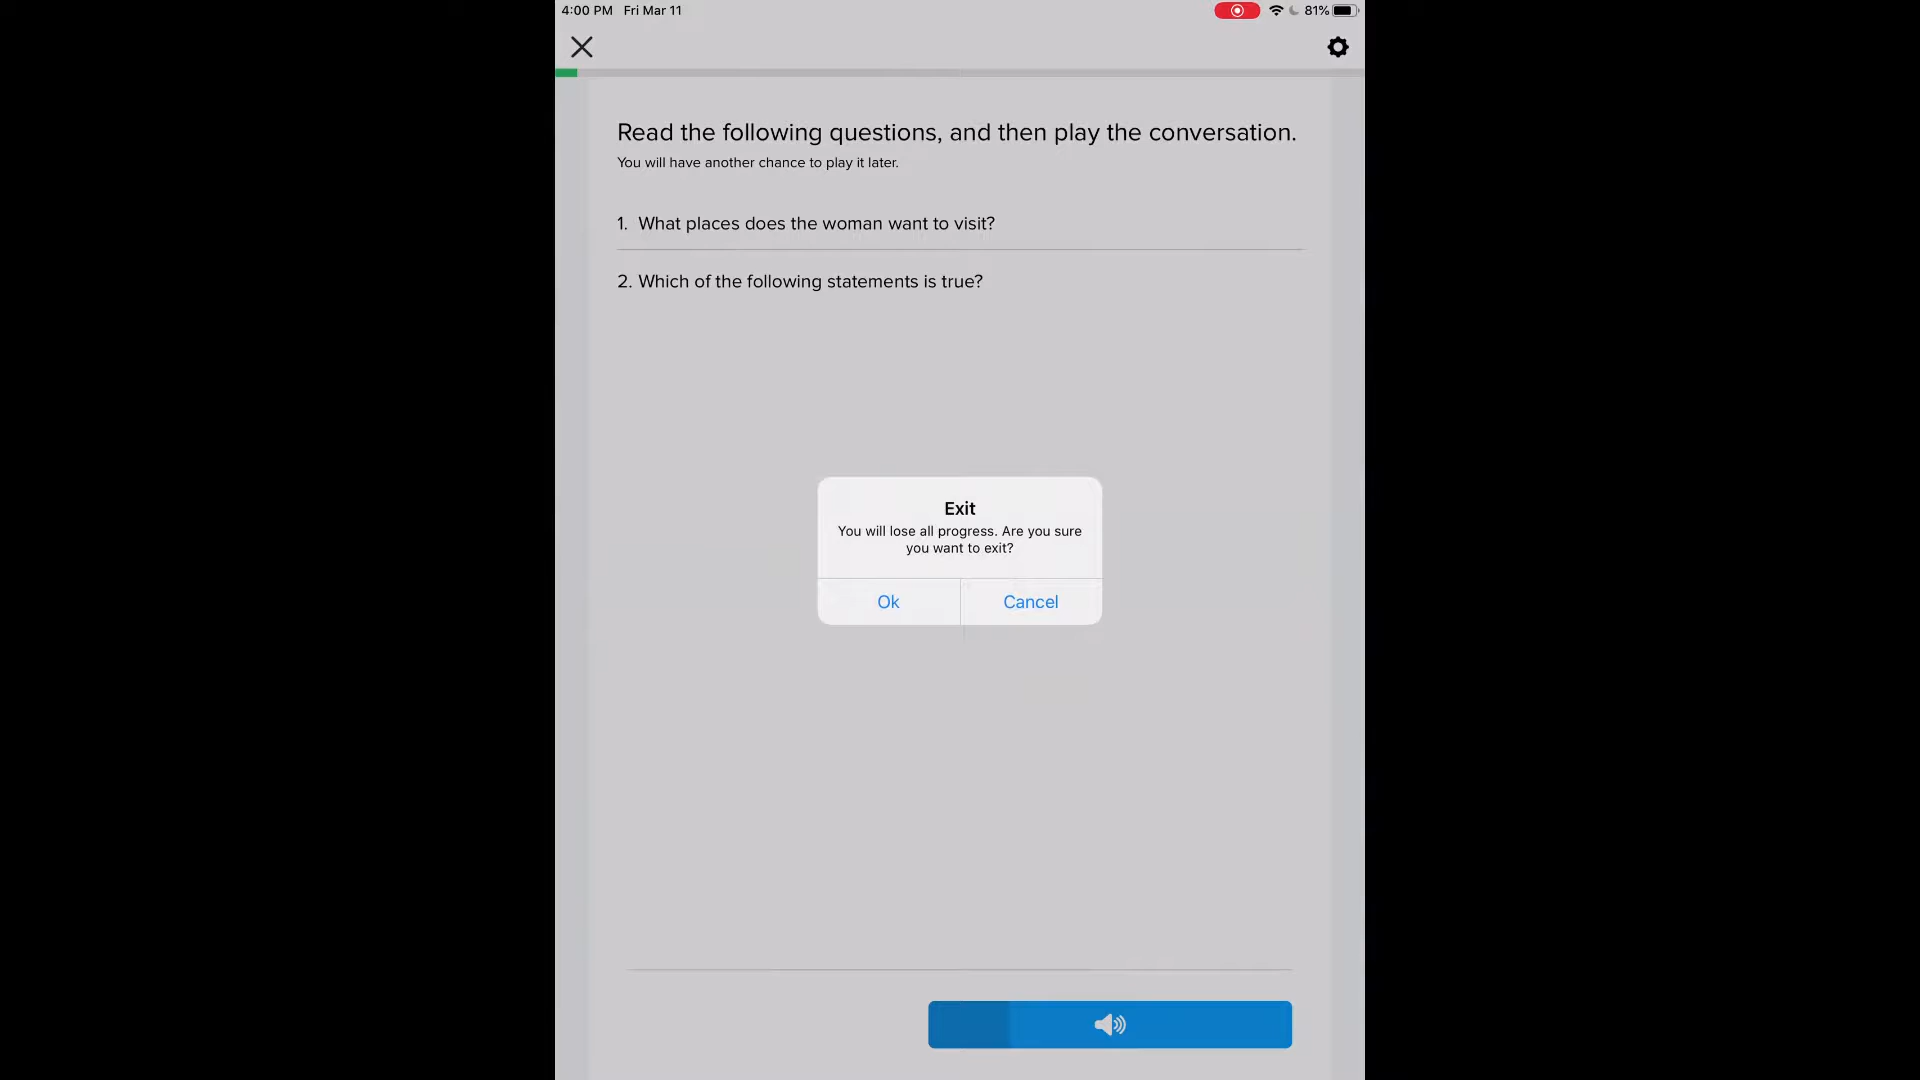 4:00 PM Fri Mar 11
81%
Read the following questions, and then play the conversation.
You will have another chance to play it later.
1. What places does the woman want to visit?
2. Which of the following statements is true?
Exit
You will lose all progress. Are you sure
you want to exit?
Ok Cancel